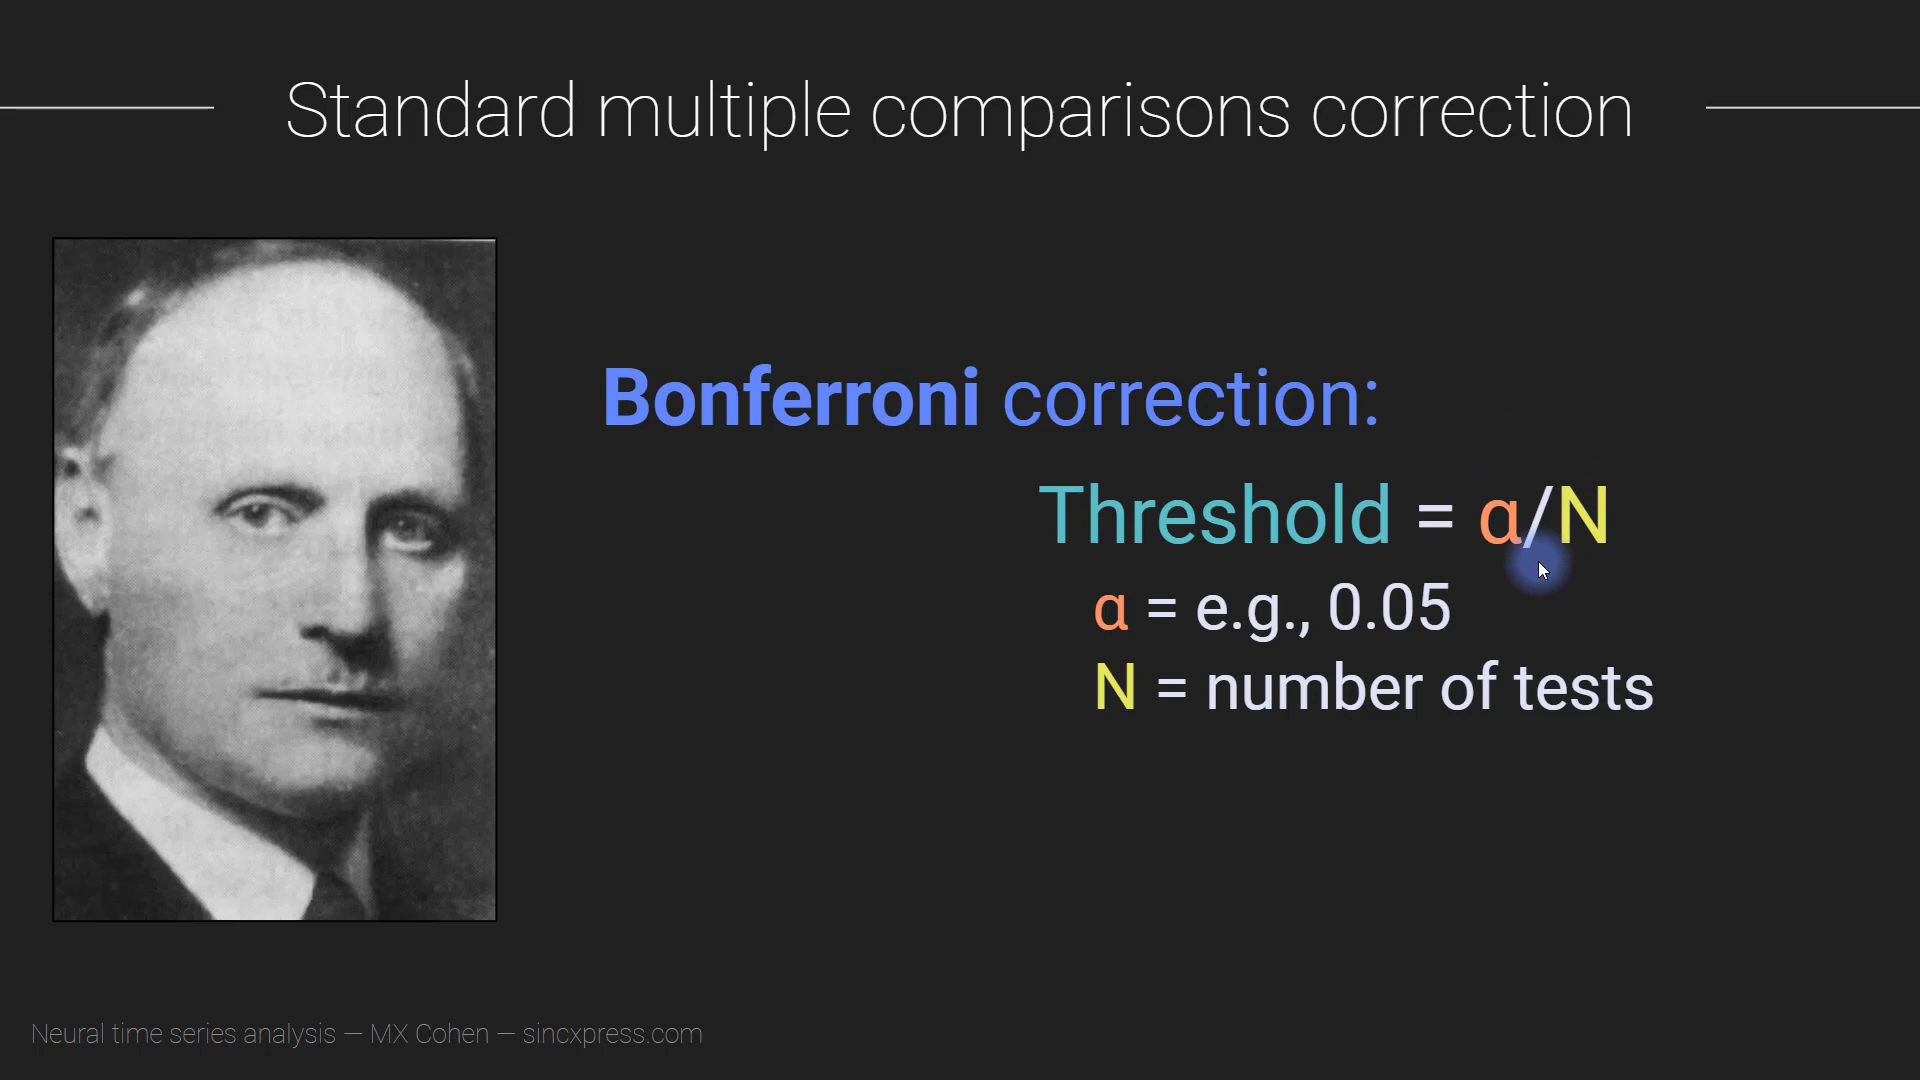 Standard multiple comparisons correction
Bonferroni correction:
Threshold = α/N
α = e.g., 0.05
N = number of tests
Neural time series analysis — MX Cohen — sincxpress.com